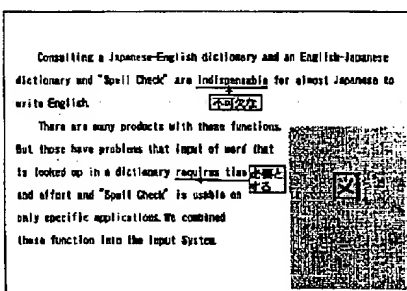 Consulting a Japanese-English dictionary and an English-Japanese
dictionary and "Spell Check" are indispensable for almost Japanese to
write English.
不可欠な
There are many products with these functions.
But those have problems that input of word that
is looked up in a dictionary requires time
必要と
する
and effort and "Spell Check" is usable on
only specific applications. We combined
these function into the Input System.